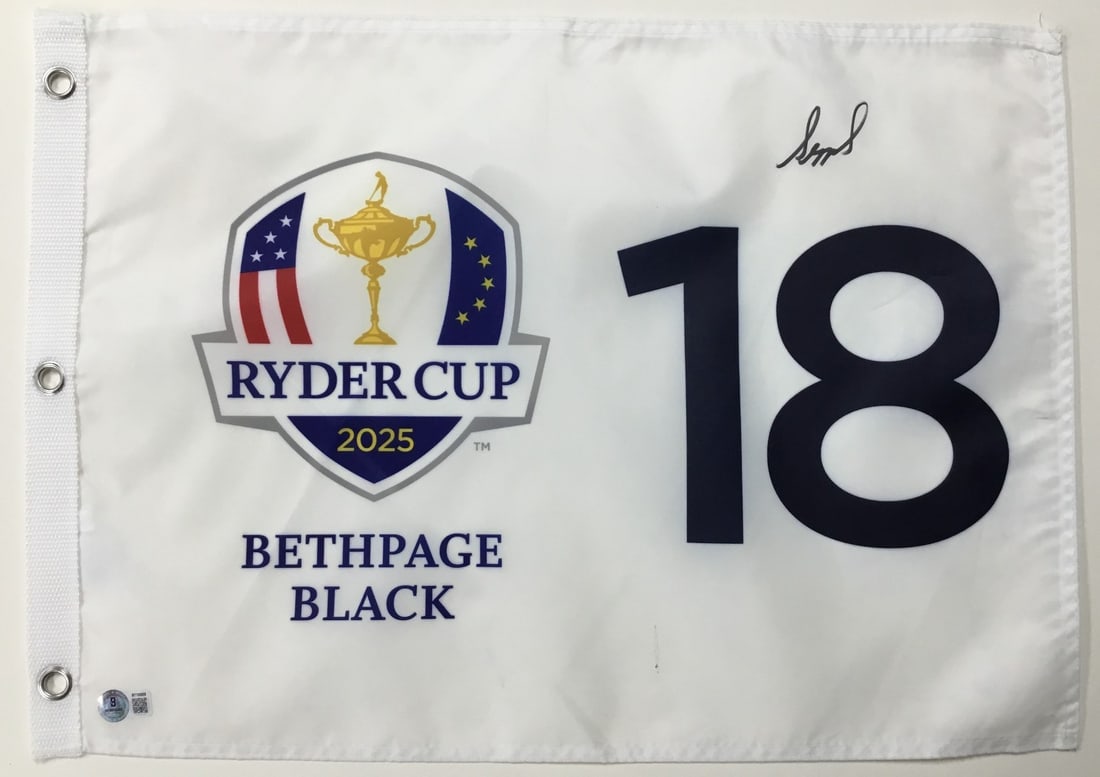 18
RYDER CUP
2025
TM
BETHPAGE
BLACK